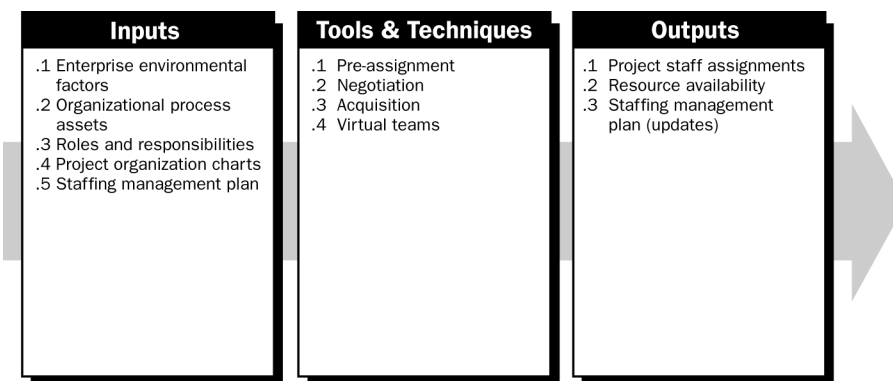 Inputs
.1 Enterprise environmental
factors
.2 Organizational process
assets
.3 Roles and responsibilities
.4 Project organization charts
.5 Staffing management plan
Tools & Techniques
.1 Pre-assignment
.2 Negotiation
.3 Acquisition
.4 Virtual teams
Outputs
.1 Project staff assignments
.2 Resource availability
.3 Staffing management
plan (updates)